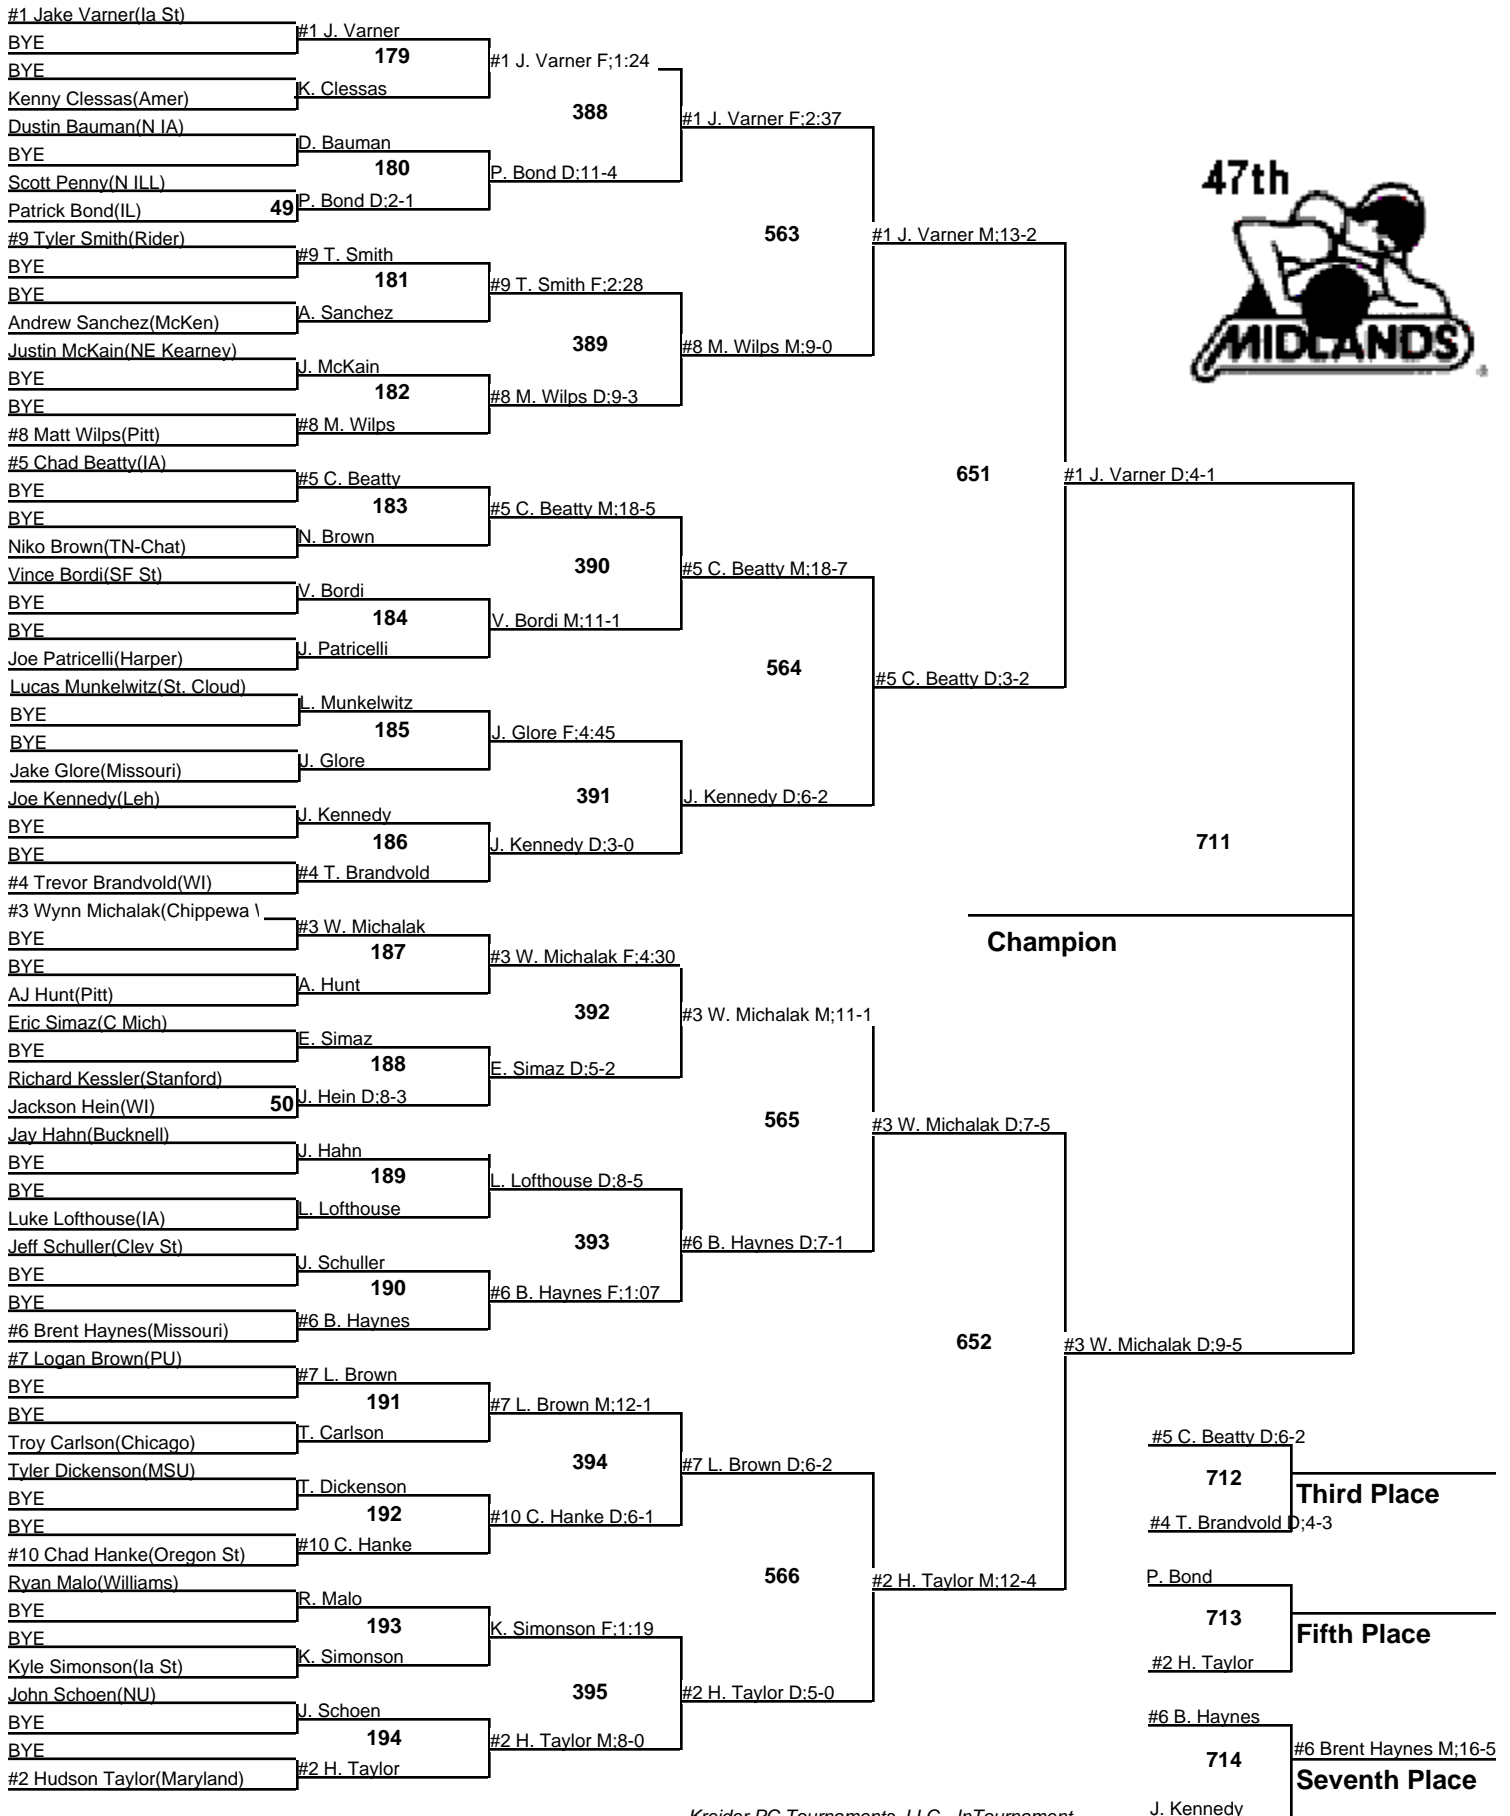 #1 Jake Varner(Ia St)
BYE
BYE
Kenny Clessas(Amer)
Dustin Bauman(N IA)
BYE
Scott Penny(N ILL)
Patrick Bond(IL)
49
#9 Tyler Smith(Rider)
BYE
BYE
Andrew Sanchez(McKen)
Justin McKain(NE Kearney)
BYE
BYE
#8 Matt Wilps(Pitt)
#5 Chad Beatty(IA)
BYE
BYE
Niko Brown(TN-Chat)
Vince Bordi(SF St)
BYE
BYE
Joe Patricelli(Harper)
Lucas Munkelwitz(St. Cloud)
BYE
BYE
Jake Glore(Missouri)
Joe Kennedy(Leh)
BYE
BYE
#4 Trevor Brandvold(WI)
#3 Wynn Michalak(Chippewa \
BYE
BYE
AJ Hunt(Pitt)
Eric Simaz(C Mich)
BYE
Richard Kessler(Stanford)
Jackson Hein(WI)
50
Jay Hahn(Bucknell)
BYE
BYE
Luke Lofthouse(IA)
Jeff Schuller(Clev St)
BYE
BYE
#6 Brent Haynes(Missouri)
#7 Logan Brown(PU)
BYE
BYE
Troy Carlson(Chicago)
Tyler Dickenson(MSU)
BYE
BYE
#10 Chad Hanke(Oregon St)
Ryan Malo(Williams)
BYE
BYE
Kyle Simonson(Ia St)
John Schoen(NU)
BYE
BYE
#2 Hudson Taylor(Maryland)
#1 J. Varner
179
K. Clessas
D. Bauman
180
P. Bond D;2-1
#9 T. Smith
181
A. Sanchez
J. McKain
182
#8 M. Wilps
#5 C. Beatty
183
N. Brown
V. Bordi
184
J. Patricelli
L. Munkelwitz
185
J. Glore
J. Kennedy
186
#4 T. Brandvold
#3 W. Michalak
187
A. Hunt
E. Simaz
188
J. Hein D;8-3
J. Hahn
189
L. Lofthouse
J. Schuller
190
#6 B. Haynes
#7 L. Brown
191
T. Carlson
T. Dickenson
192
#10 C. Hanke
R. Malo
193
K. Simonson
J. Schoen
194
#2 H. Taylor
#1 J. Varner F;1:24
388
P. Bond D;11-4
#9 T. Smith F;2:28
389
#8 M. Wilps D;9-3
#5 C. Beatty M;18-5
390
V. Bordi M;11-1
J. Glore F;4:45
391
J. Kennedy D;3-0
#3 W. Michalak F;4:30
392
E. Simaz D;5-2
L. Lofthouse D;8-5
393
#6 B. Haynes F;1:07
#7 L. Brown M;12-1
394
#10 C. Hanke D;6-1
K. Simonson F;1:19
395
#2 H. Taylor M;8-0
#1 J. Varner F;2:37
563
#8 M. Wilps M;9-0
#5 C. Beatty M;18-7
564
J. Kennedy D;6-2
#3 W. Michalak M;11-1
565
#6 B. Haynes D;7-1
#7 L. Brown D;6-2
566
#2 H. Taylor D;5-0
#1 J. Varner M;13-2
651
#5 C. Beatty D;3-2
#3 W. Michalak D;7-5
652
#2 H. Taylor M;12-4
#1 J. Varner D;4-1
711
Champion
#3 W. Michalak D;9-5
47th
MIDLANDS
#5 C. Beatty D;6-2
712
Third Place
#4 T. Brandvold D;4-3
P. Bond
713
Fifth Place
#2 H. Taylor
#6 B. Haynes
714
#6 Brent Haynes M;16-5
Seventh Place
J. Kennedy
Kreider PC Tournaments, LLC - InTournament